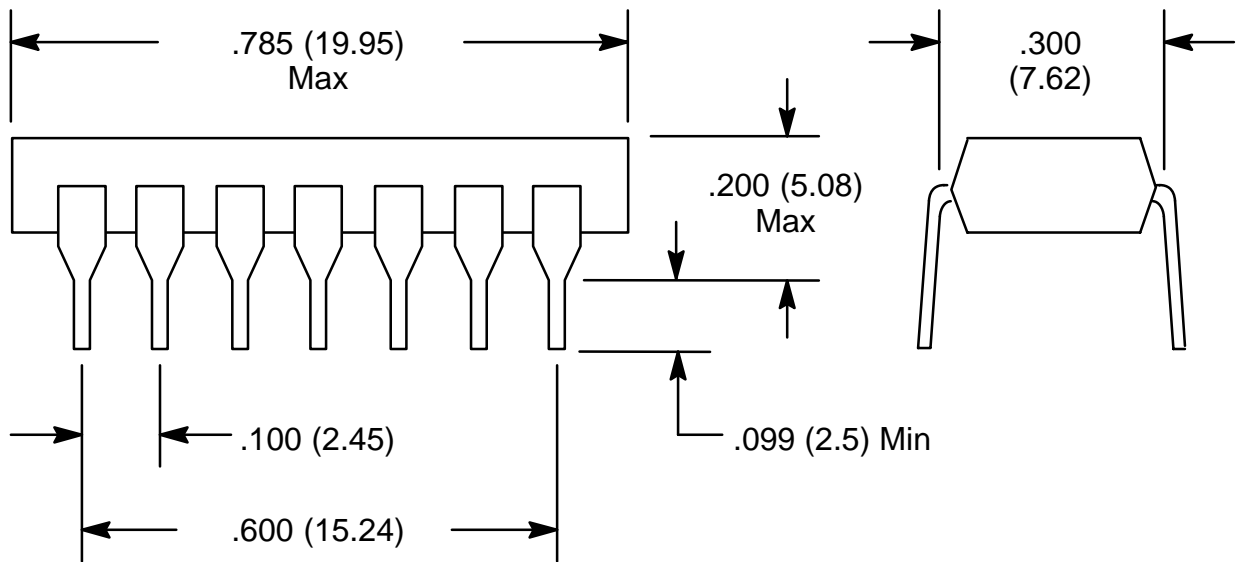 .785 (19.95)
Max
.300
(7.62)
.200 (5.08)
Max
.100 (2.45)
.099 (2.5) Min
.600 (15.24)